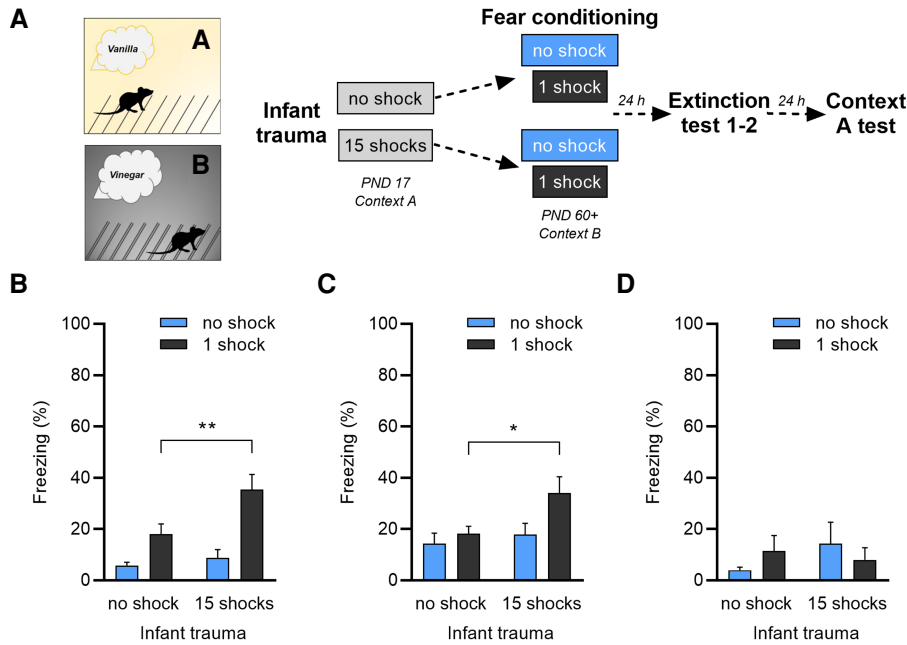 A
Vanilla
A
Vinegar
B
Infant
trauma
no shock
15 shocks
PND 17
Context A
Fear conditioning
no shock
1 shock
no shock
1 shock
PND 60+
Context B
24 h
Extinction
test 1-2
24 h
Context
A test
B
no shock
1 shock
100
80
60
40
20
0
Freezing (%)
**
no shock
15 shocks
Infant trauma
C
no shock
1 shock
100
80
60
40
20
0
Freezing (%)
*
no shock
15 shocks
Infant trauma
D
no shock
1 shock
100
80
60
40
20
0
Freezing (%)
no shock
15 shocks
Infant trauma